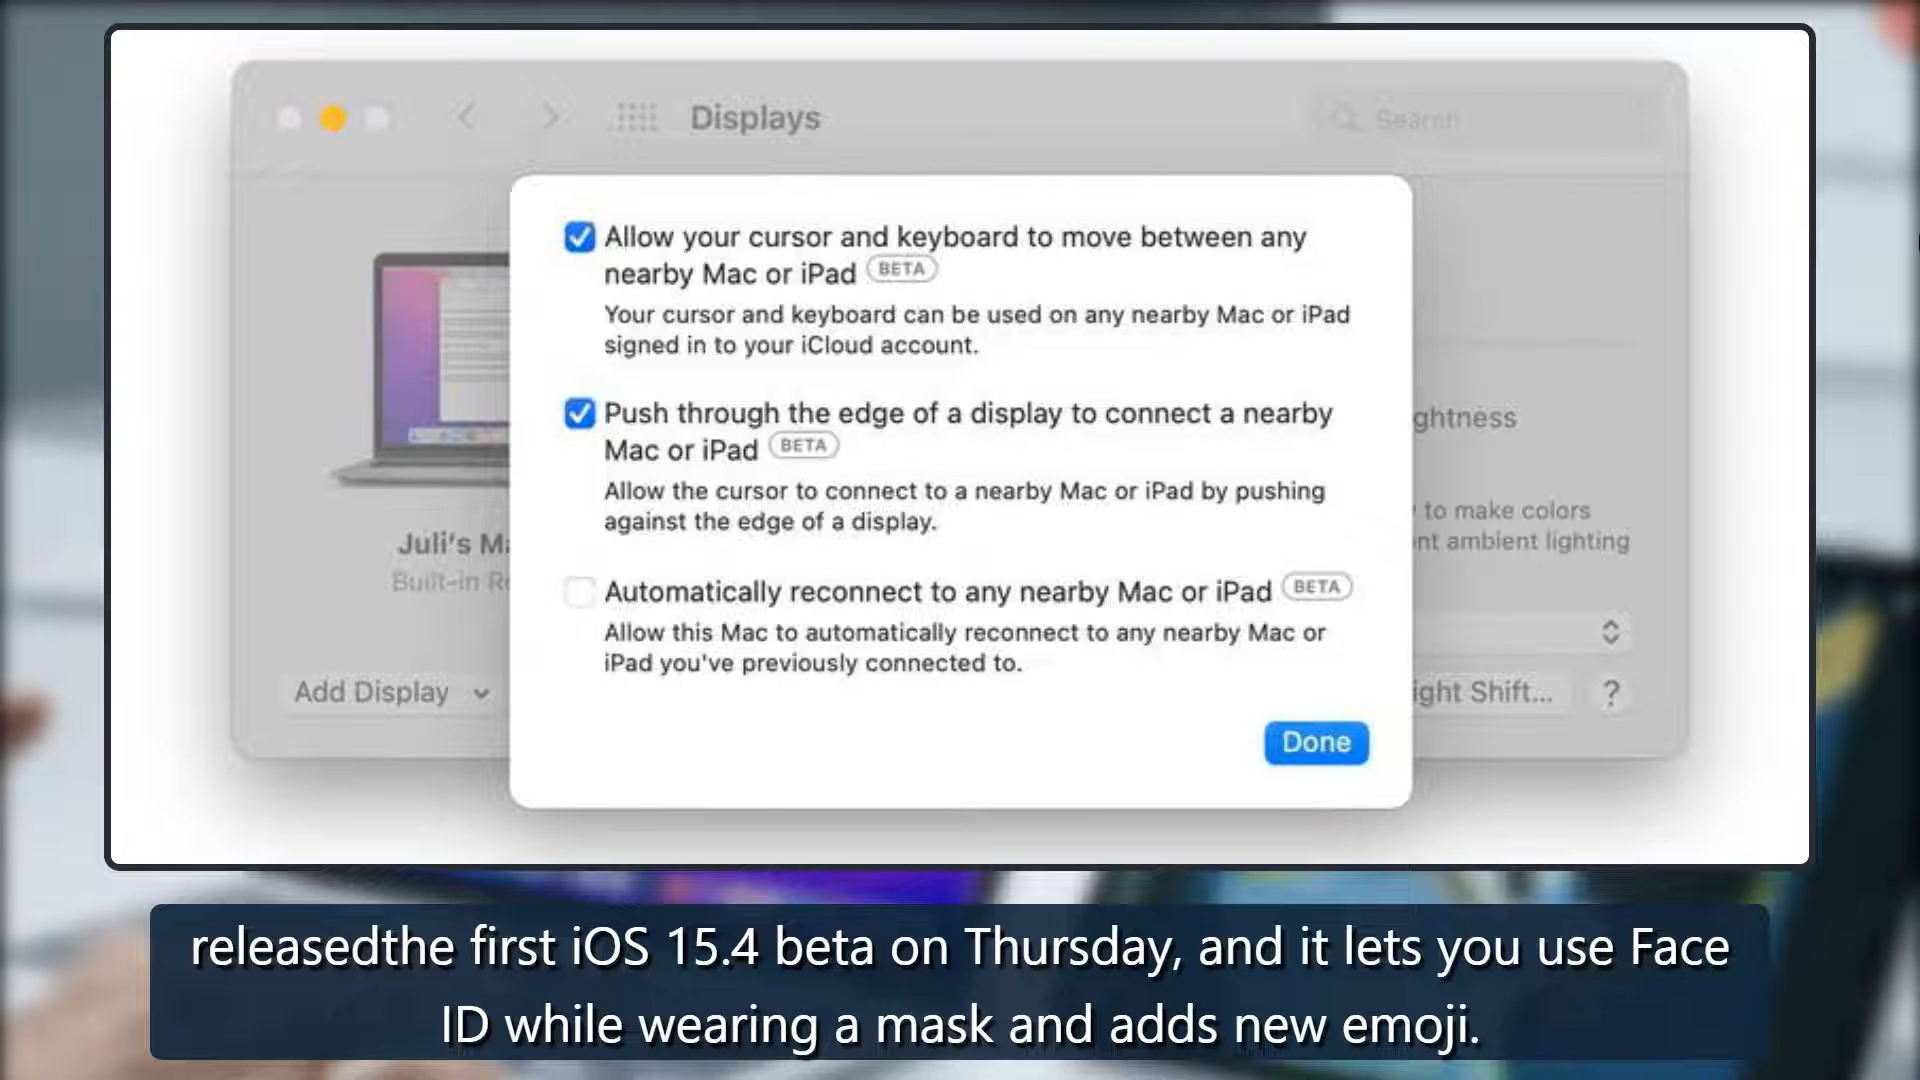 Displays
Search
Allow your cursor and keyboard to move between any
nearby Mac or iPad BETA
Your cursor and keyboard can be used on any nearby Mac or iPad
signed in to your iCloud account.
Push through the edge of a display to connect a nearby
Mac or iPad BETA
Allow the cursor to connect to a nearby Mac or iPad by pushing
against the edge of a display.
Automatically reconnect to any nearby Mac or iPad BETA
Allow this Mac to automatically reconnect to any nearby Mac or
iPad you've previously connected to.
Done
Juli's Ma
Built-in R
Add Display
ghtness
to make colors
nt ambient lighting
ight Shift...
?
releasedthe first iOS 15.4 beta on Thursday, and it lets you use Face
ID while wearing a mask and adds new emoji.